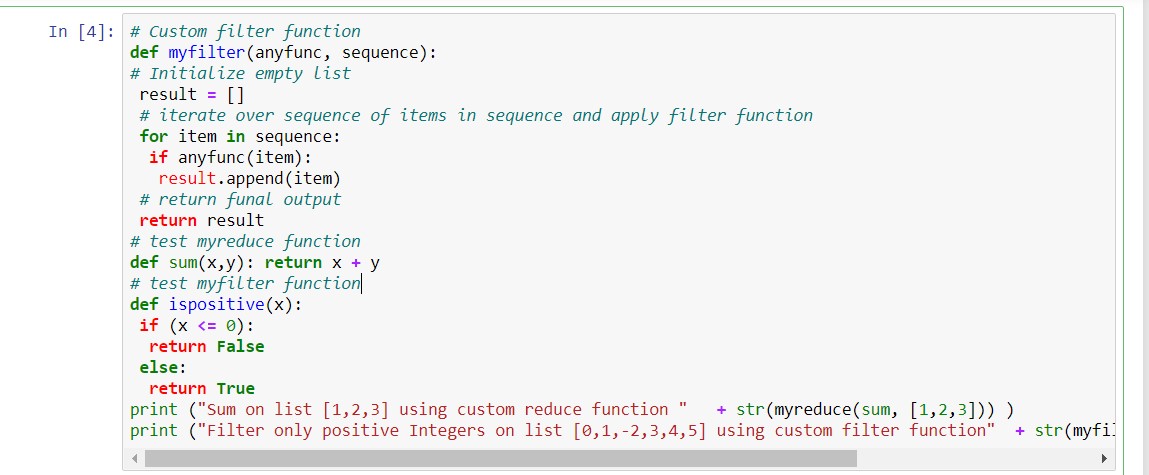 In [4]: # Custom filter function
def myfilter(anyfunc, sequence):
# Initialize empty list
 result = []
 # iterate over sequence of items in sequence and apply filter function
 for item in sequence:
  if anyfunc(item):
   result.append(item)
 # return funal output
 return result
# test myreduce function
def sum(x,y): return x + y
# test myfilter function
def ispositive(x):
 if (x <= 0):
  return False
 else:
  return True
print ("Sum on list [1,2,3] using custom reduce function "   + str(myreduce(sum, [1,2,3])) )
print ("Filter only positive Integers on list [0,1,-2,3,4,5] using custom filter function"  + str(myfil